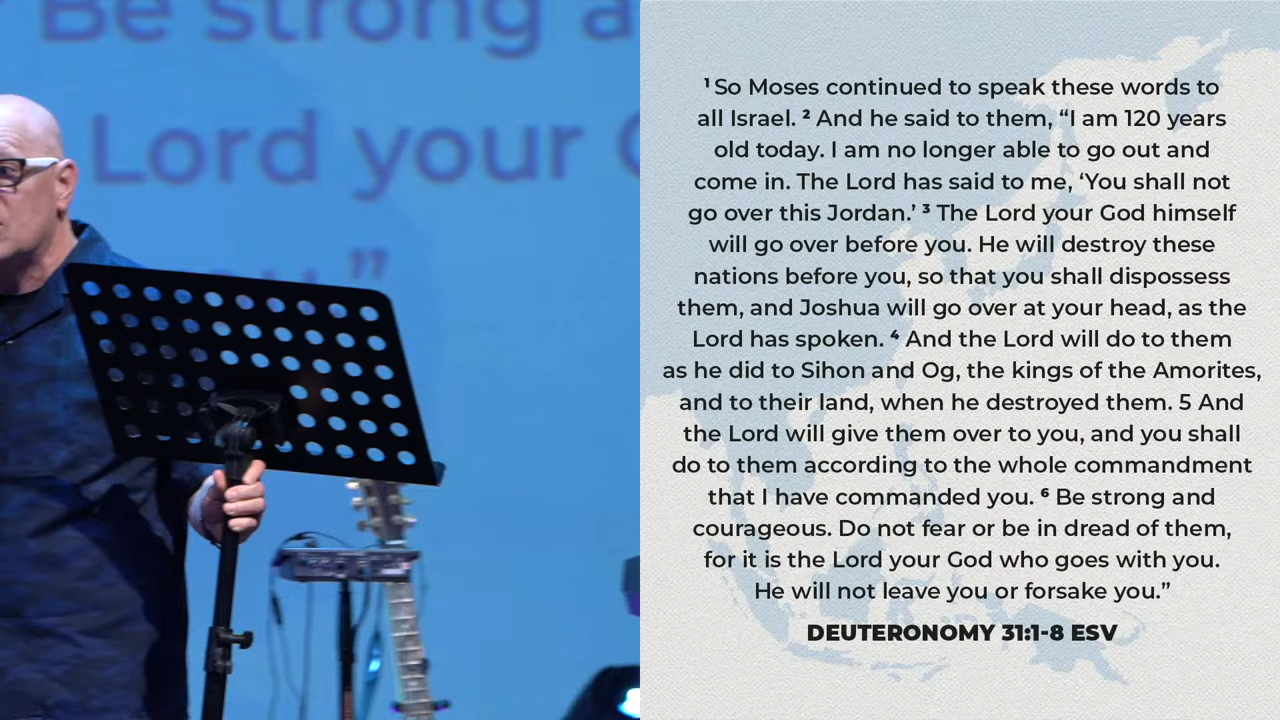 Be strong a
Lord your
”
¹ So Moses continued to speak these words to
all Israel. ² And he said to them, “I am 120 years
old today. I am no longer able to go out and
come in. The Lord has said to me, ‘You shall not
go over this Jordan.’ ³ The Lord your God himself
will go over before you. He will destroy these
nations before you, so that you shall dispossess
them, and Joshua will go over at your head, as the
Lord has spoken. ⁴ And the Lord will do to them
as he did to Sihon and Og, the kings of the Amorites,
and to their land, when he destroyed them. 5 And
the Lord will give them over to you, and you shall
do to them according to the whole commandment
that I have commanded you. ⁶ Be strong and
courageous. Do not fear or be in dread of them,
for it is the Lord your God who goes with you.
He will not leave you or forsake you.”
DEUTERONOMY 31:1-8 ESV